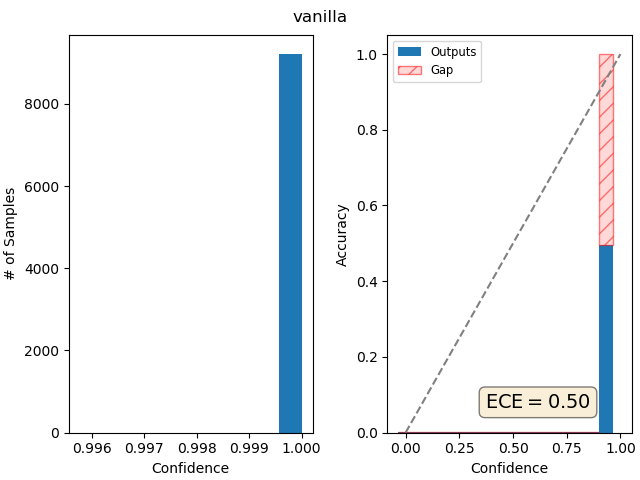 vanilla
# of Samples
8000
6000
4000
2000
0
0.996 0.997 0.998 0.999 1.000
Confidence
Outputs
Gap
Accuracy
1.0
0.8
0.6
0.4
0.2
0.0
ECE = 0.50
0.00 0.25 0.50 0.75 1.00
Confidence